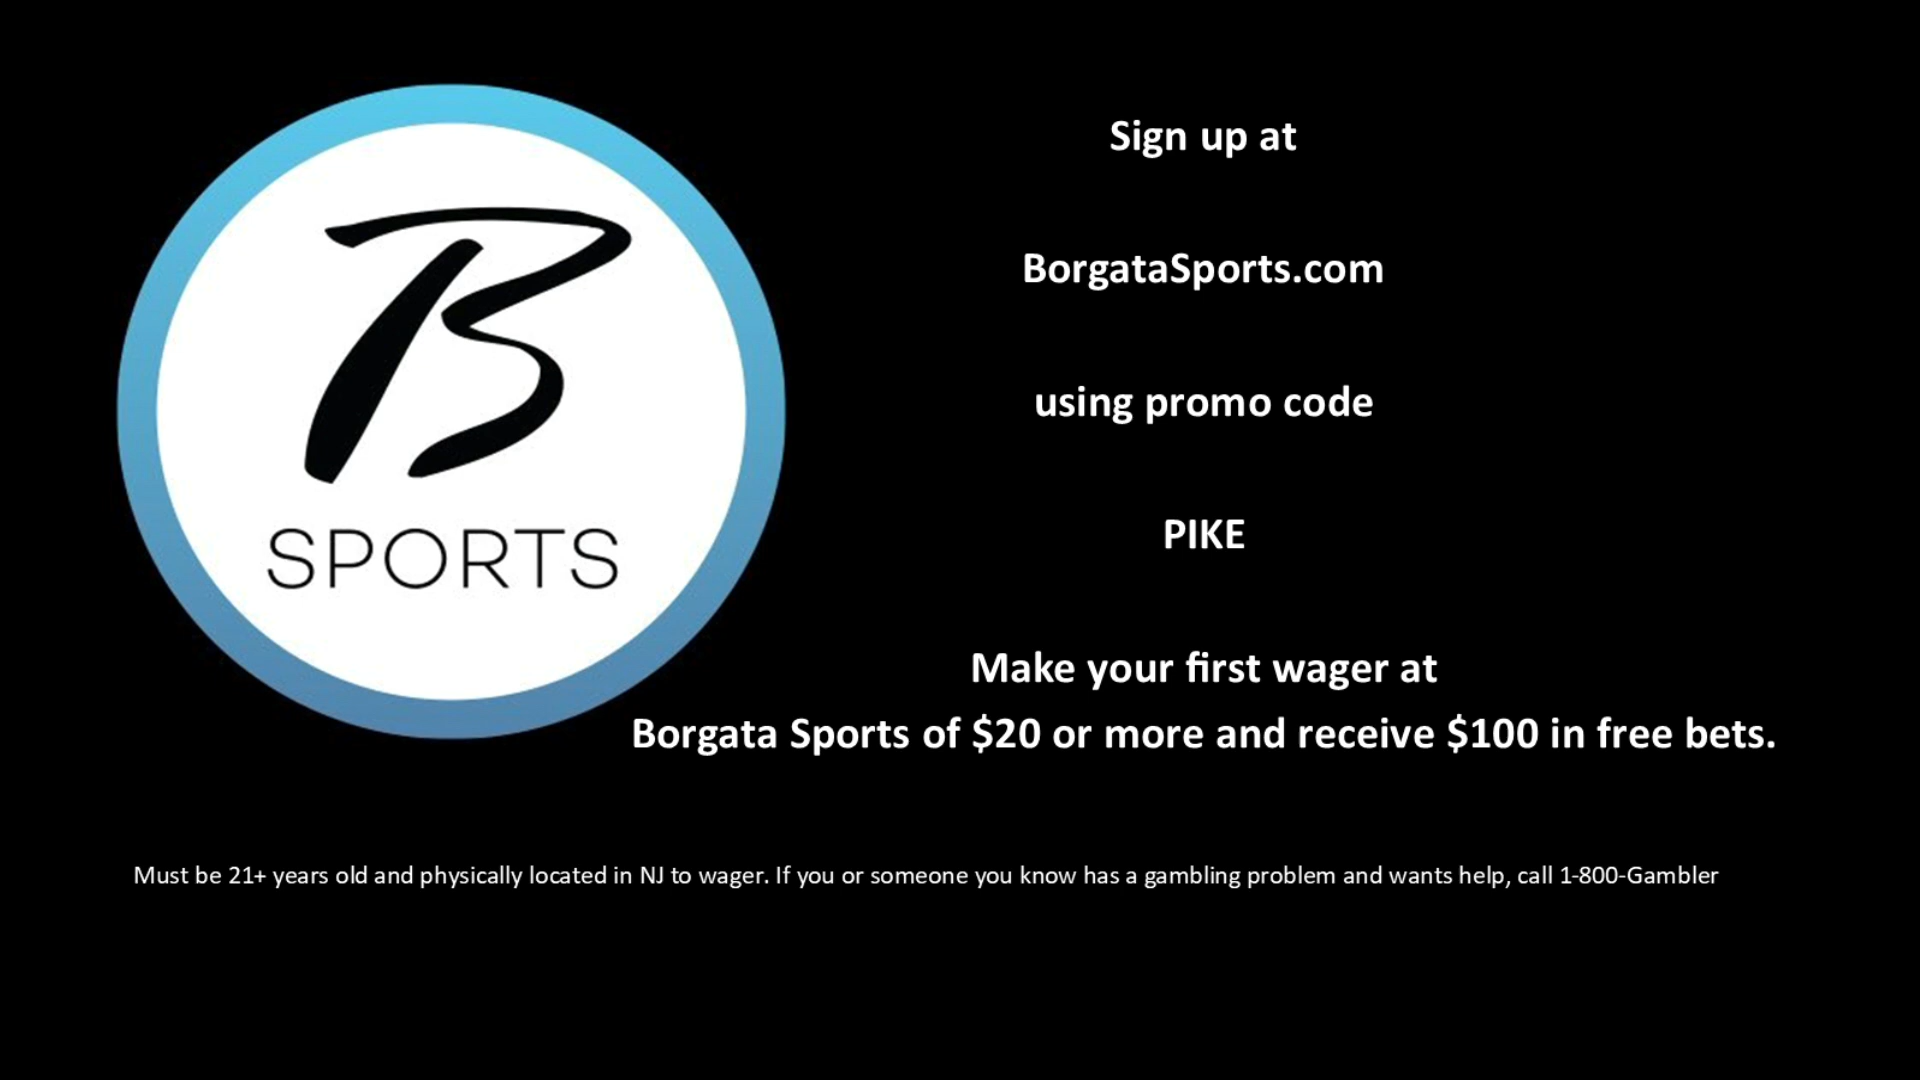 B
SPORTS
Sign up at
BorgataSports.com
using promo code
PIKE
Make your first wager at
Borgata Sports of $20 or more and receive $100 in free bets.
Must be 21+ years old and physically located in NJ to wager. If you or someone you know has a gambling problem and wants help, call 1-800-Gambler